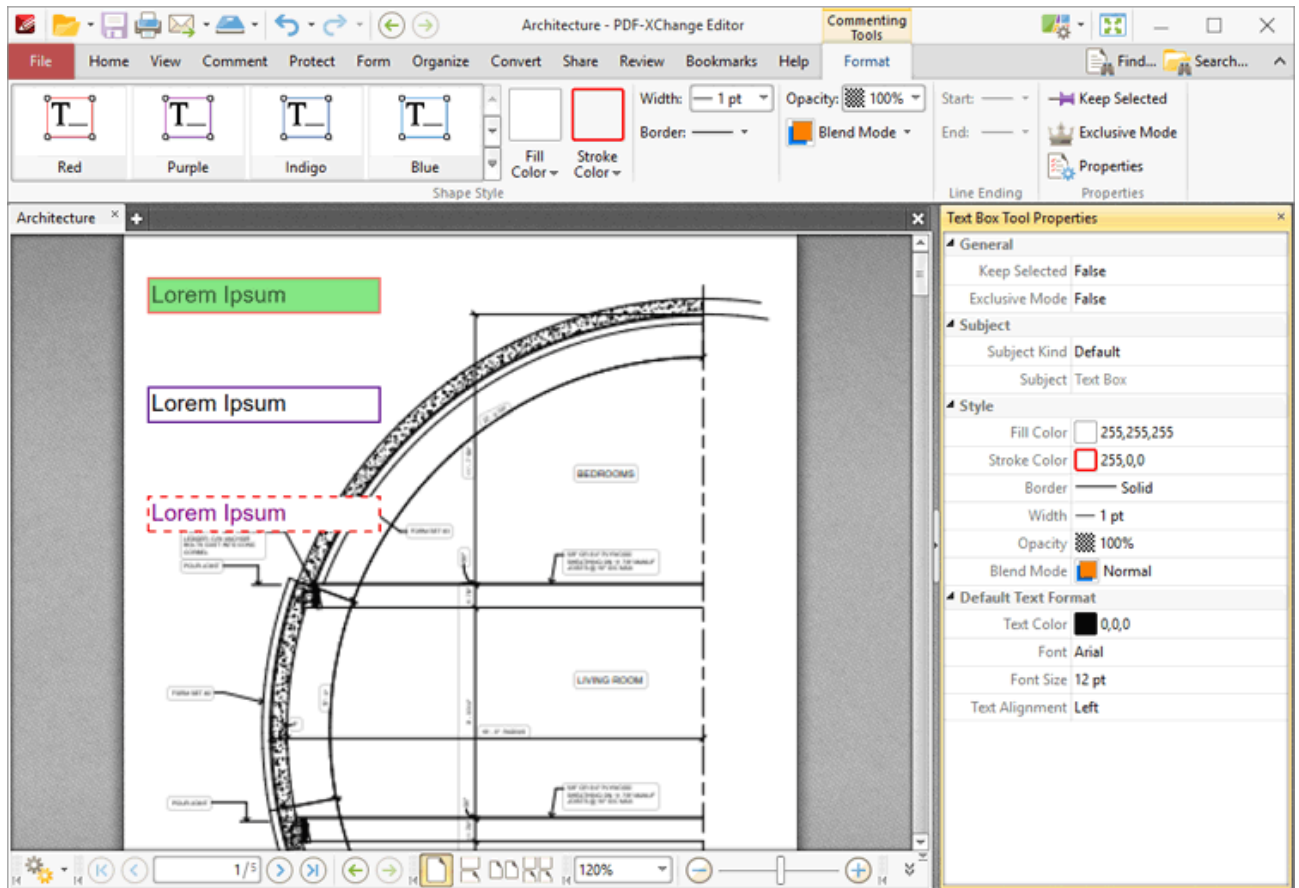 Architecture - PDF-XChange Editor
Commenting Tools
File Home View Comment Protect Form Organize Convert Share Review Bookmarks Help Format Find... Search...
Red Purple Indigo Blue
Fill Color
Stroke Color
Width: 1 pt
Border:
Opacity: 100%
Blend Mode
Shape Style
Start:
End:
Line Ending
Keep Selected
Exclusive Mode
Properties
Properties
Architecture
Lorem Ipsum
Lorem Ipsum
Lorem Ipsum
BEDROOMS
LIVING ROOM
POUR JOINT
POUR JOINT
Text Box Tool Properties
General
Keep Selected False
Exclusive Mode False
Subject
Subject Kind Default
Subject Text Box
Style
Fill Color 255,255,255
Stroke Color 255,0,0
Border Solid
Width 1 pt
Opacity 100%
Blend Mode Normal
Default Text Format
Text Color 0,0,0
Font Arial
Font Size 12 pt
Text Alignment Left
1/5
120%